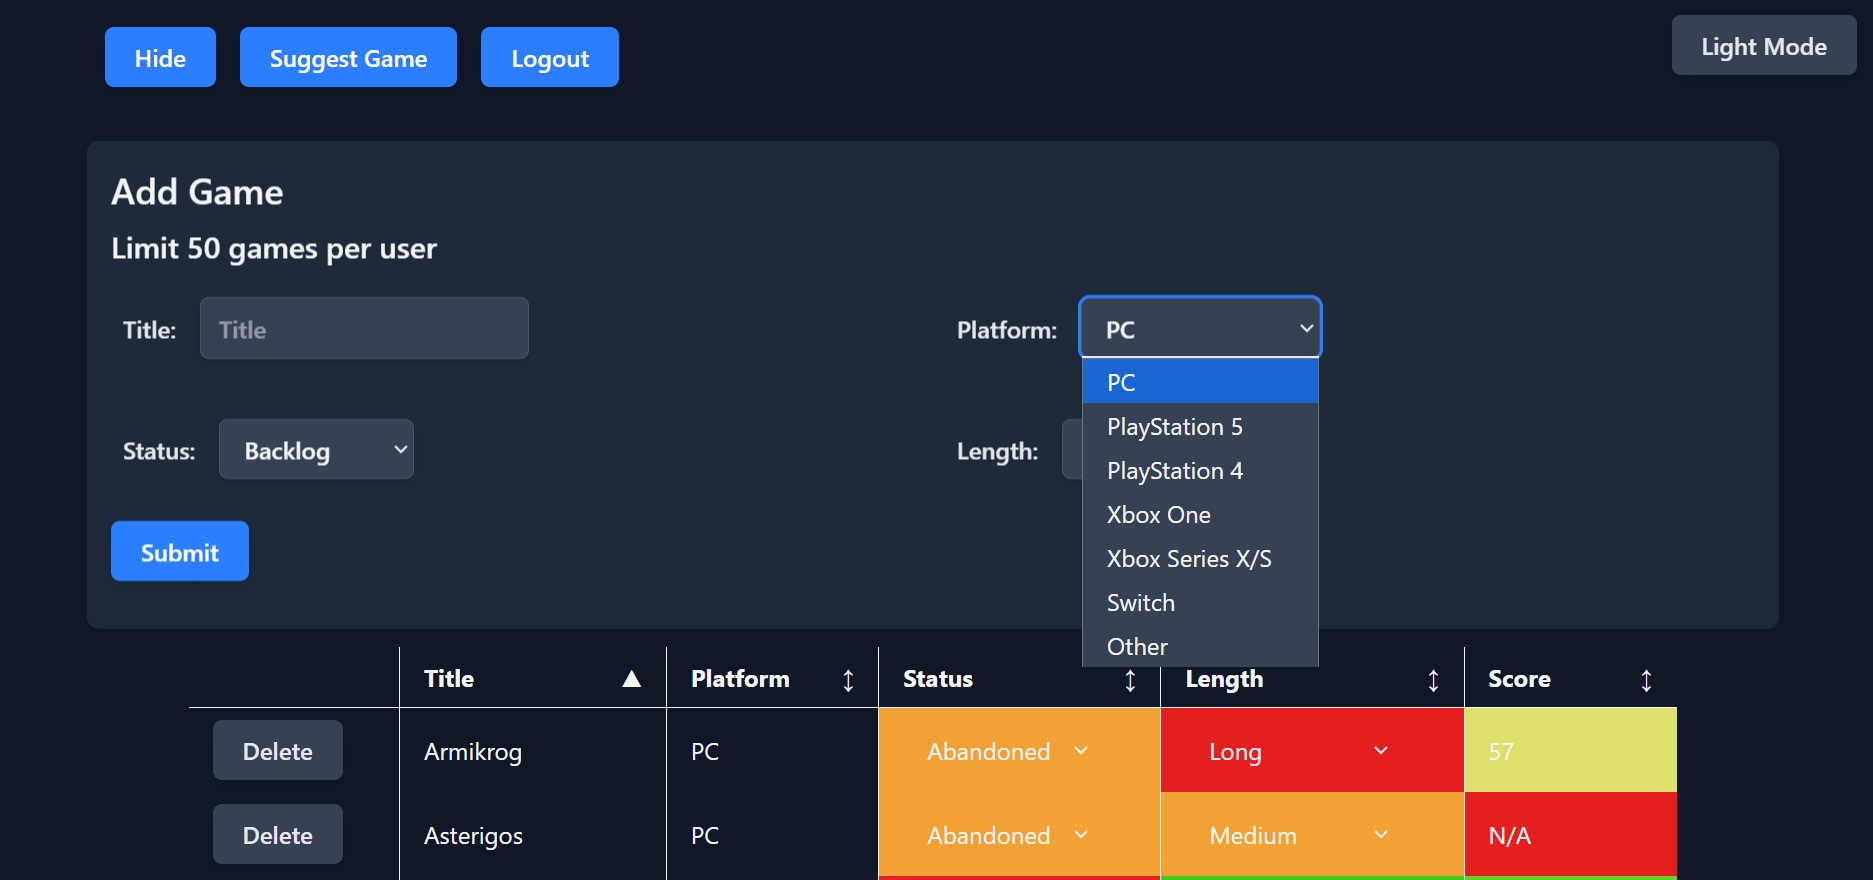 Hide Suggest Game Logout Light Mode
Add Game
Limit 50 games per user
Title: Title Platform: PC
PC
PlayStation 5
Status: Backlog Length:
PlayStation 4
Xbox One
Submit
Xbox Series X/S
Switch
Other
Title ▲ Platform ↕ Status ↕ Length ↕ Score ↕
Delete Armikrog PC Abandoned Long 57
Delete Asterigos PC Abandoned Medium N/A